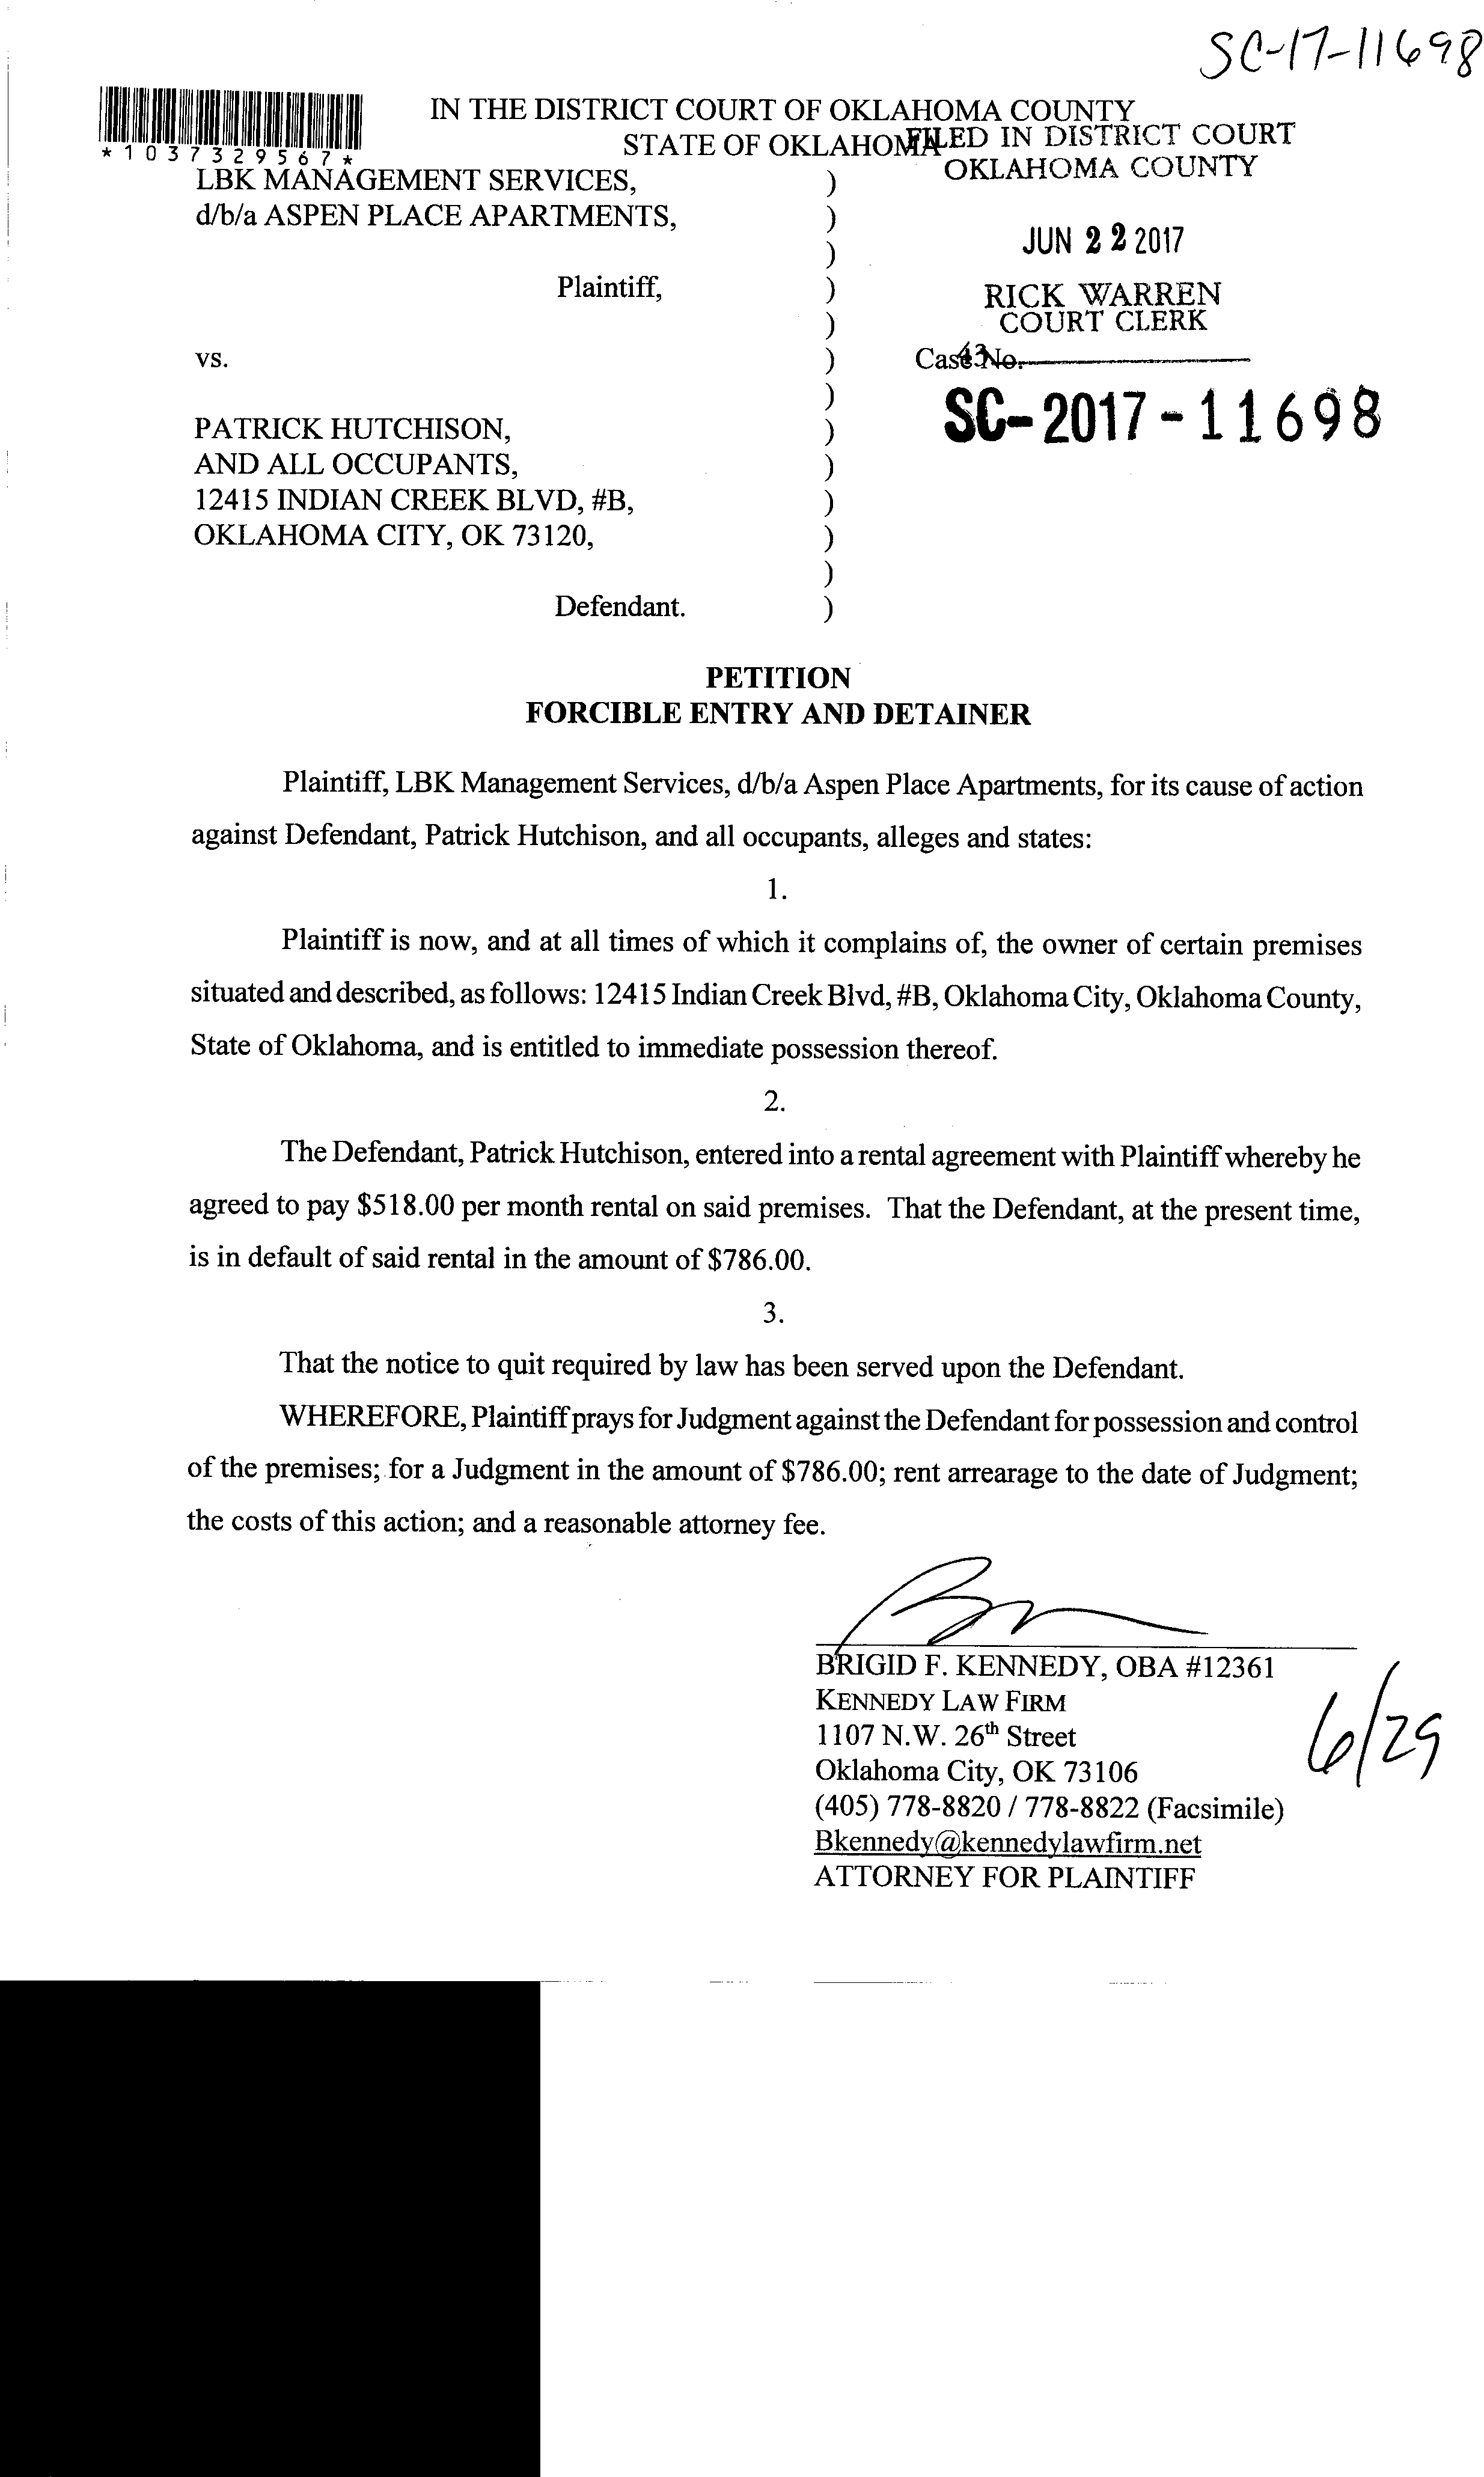 SC-17-11698
IN THE DISTRICT COURT OF OKLAHOMA COUNTY
STATE OF OKLAHOMA
FILED IN DISTRICT COURT
OKLAHOMA COUNTY
*1037329567*
LBK MANAGEMENT SERVICES, )
d/b/a ASPEN PLACE APARTMENTS, )
)
JUN 22 2017
Plaintiff, )
RICK WARREN
COURT CLERK
)
vs. ) Case No.
43
)
SC-2017-11698
PATRICK HUTCHISON, )
AND ALL OCCUPANTS, )
12415 INDIAN CREEK BLVD, #B, )
OKLAHOMA CITY, OK 73120, )
)
Defendant. )
PETITION
FORCIBLE ENTRY AND DETAINER
Plaintiff, LBK Management Services, d/b/a Aspen Place Apartments, for its cause of action
against Defendant, Patrick Hutchison, and all occupants, alleges and states:
1.
Plaintiff is now, and at all times of which it complains of, the owner of certain premises
situated and described, as follows: 12415 Indian Creek Blvd, #B, Oklahoma City, Oklahoma County,
State of Oklahoma, and is entitled to immediate possession thereof.
2.
The Defendant, Patrick Hutchison, entered into a rental agreement with Plaintiff whereby he
agreed to pay $518.00 per month rental on said premises. That the Defendant, at the present time,
is in default of said rental in the amount of $786.00.
3.
That the notice to quit required by law has been served upon the Defendant.
WHEREFORE, Plaintiff prays for Judgment against the Defendant for possession and control
of the premises; for a Judgment in the amount of $786.00; rent arrearage to the date of Judgment;
the costs of this action; and a reasonable attorney fee.
BRIGID F. KENNEDY, OBA #12361
KENNEDY LAW FIRM
1107 N.W. 26th Street
Oklahoma City, OK 73106
(405) 778-8820 / 778-8822 (Facsimile)
Bkennedy@kennedylawfirm.net
ATTORNEY FOR PLAINTIFF
6/29